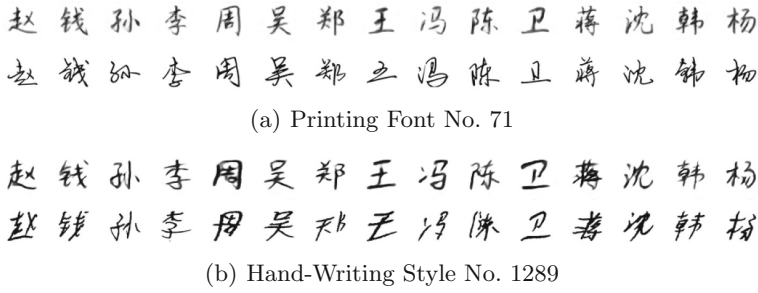 赵 钱 孙 李 周 吴 郑 王 冯 陈 卫 蒋 沈 韩 杨
赵 钱 孙 李 周 吴 郑 王 冯 陈 卫 蒋 沈 韩 杨
(a) Printing Font No. 71
赵 钱 孙 李 周 吴 郑 王 冯 陈 卫 蒋 沈 韩 杨
赵 钱 孙 李 周 吴 郑 王 冯 陈 卫 蒋 沈 韩 杨
(b) Hand-Writing Style No. 1289